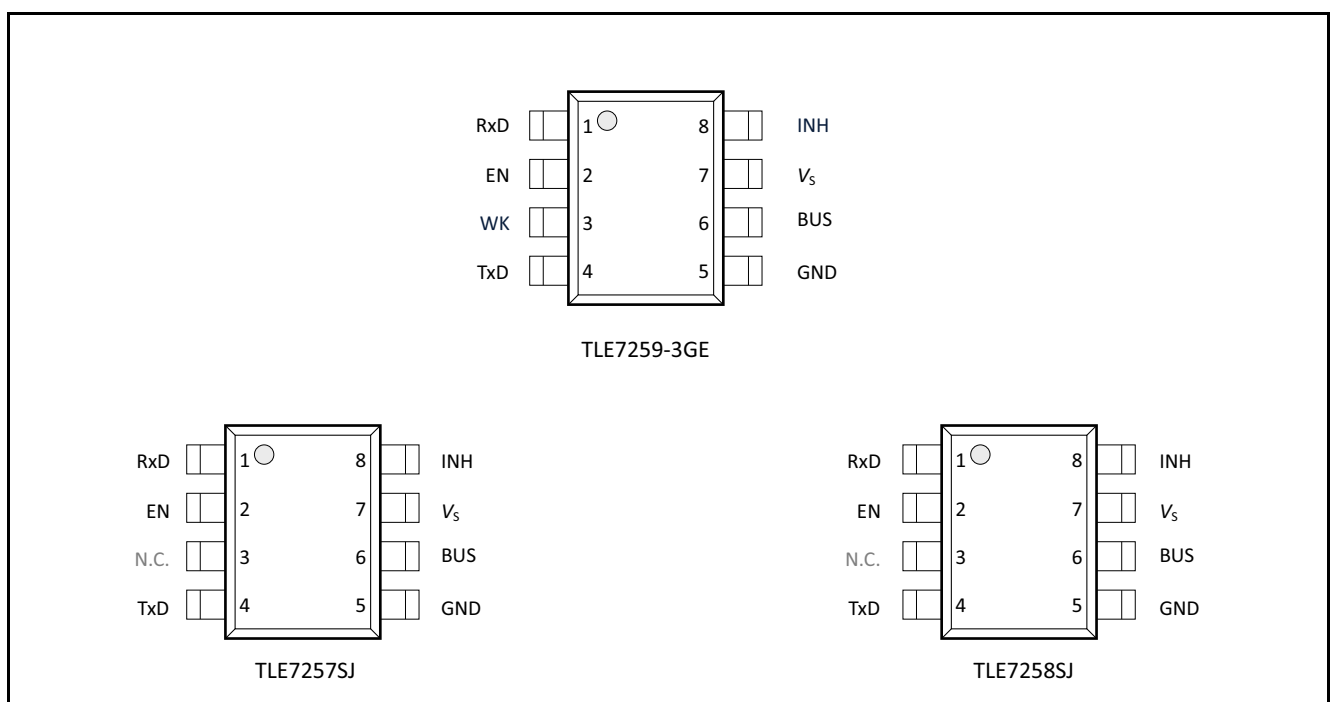 RxD 1 8 INH
EN 2 7 VS
WK 3 6 BUS
TxD 4 5 GND
TLE7259-3GE
RxD 1 8 INH
EN 2 7 VS
N.C. 3 6 BUS
TxD 4 5 GND
TLE7257SJ
RxD 1 8 INH
EN 2 7 VS
N.C. 3 6 BUS
TxD 4 5 GND
TLE7258SJ